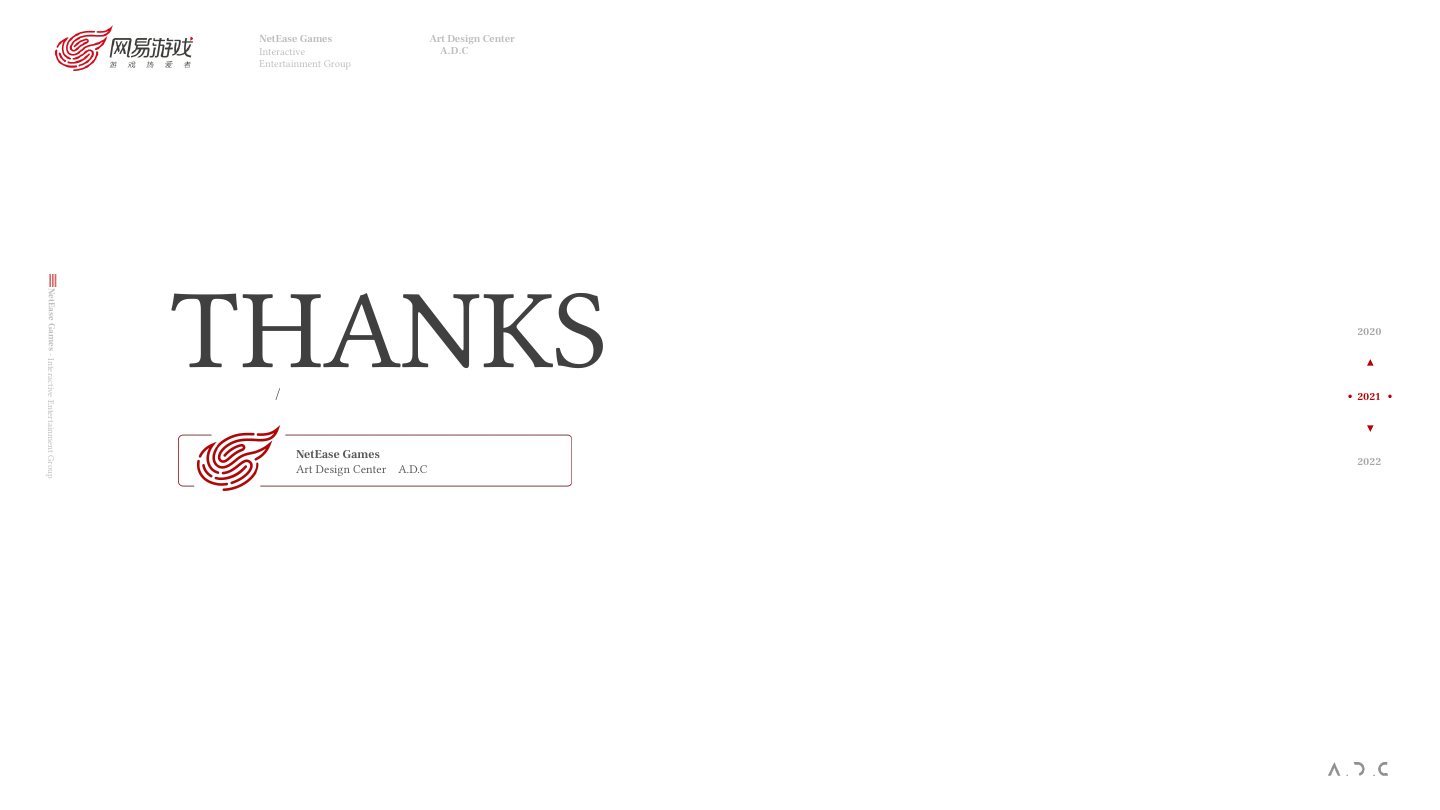 网易游戏
游戏热爱者
NetEase Games
Interactive
Entertainment Group
Art Design Center
A.D.C
NetEase Games - Interactive Entertainment Group
THANKS
/
NetEase Games
Art Design Center A.D.C
2020
▲
• 2021 •
▼
2022
A.D.C